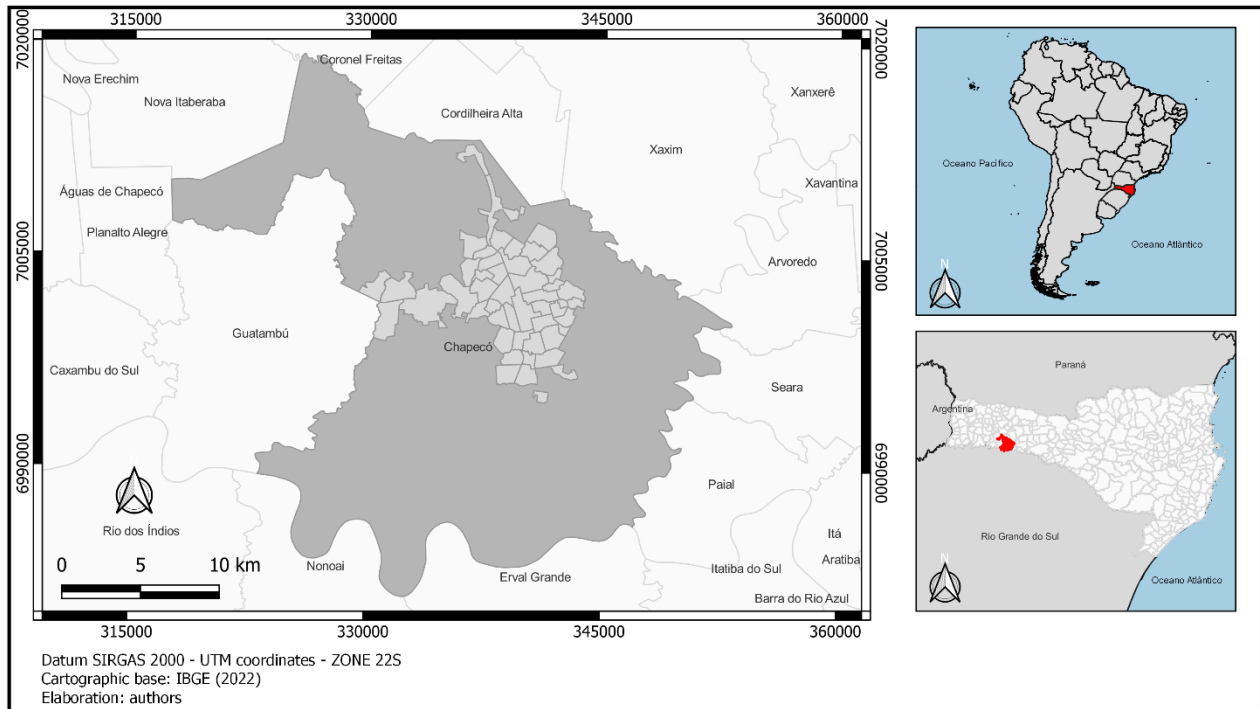 315000 330000 345000 360000
7020000
7020000
Coronel Freitas
Nova Erechim
Nova Itaberaba
Cordilheira Alta
Xanxerê
Xaxim
Águas de Chapecó
Xavantina
Planalto Alegre
7005000
7005000
Arvoredo
Guatambú
Chapecó
Caxambu do Sul
Seara
6990000
6990000
Paial
N
Rio dos Índios
Itá
0 5 10 km
Nonoai
Erval Grande
Itatiba do Sul
Aratiba
Barra do Rio Azul
315000 330000 345000 360000
Oceano Pacífico
Oceano Atlântico
N
Paraná
Argentina
Rio Grande do Sul
N
Oceano Atlântico
Datum SIRGAS 2000 - UTM coordinates - ZONE 22S
Cartographic base: IBGE (2022)
Elaboration: authors